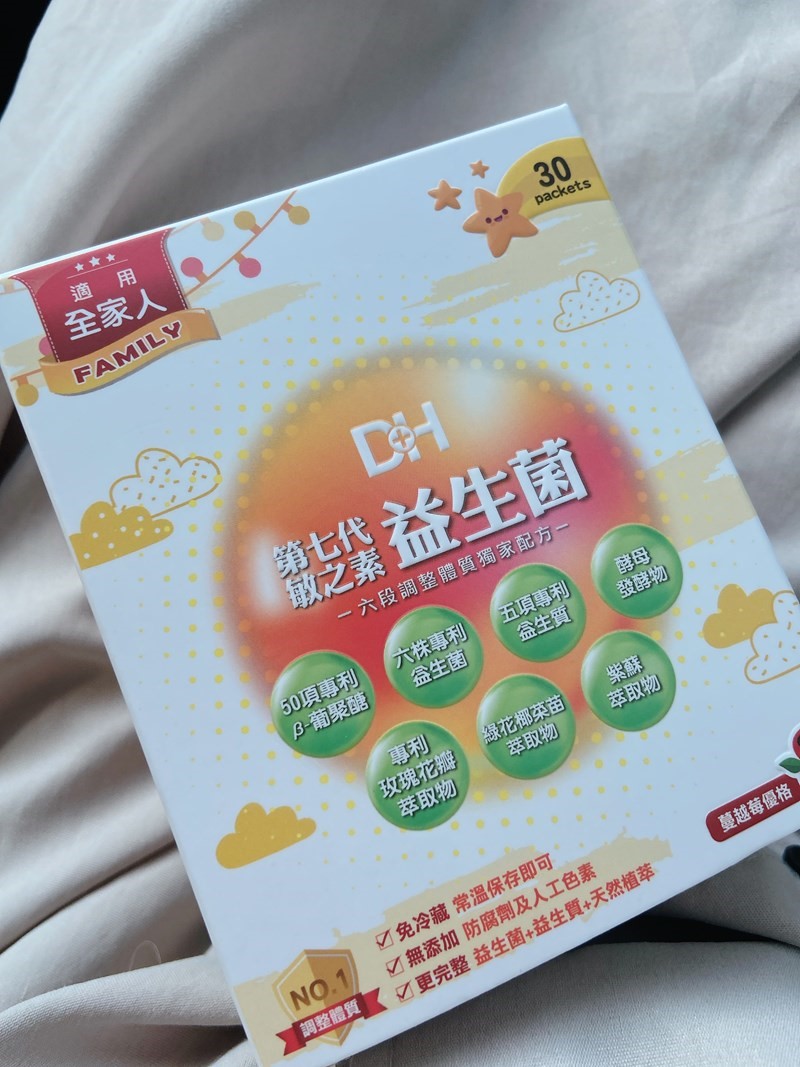 30
packets
適用
全家人
FAMILY
DH
第七代
敏之素
益生菌
一六段調整體質獨家配方一
50項專利
β-葡聚醣
六株專利
益生菌
五項專利
益生質
酵母
發酵物
專利
玫瑰花瓣
萃取物
綠花椰菜苗
萃取物
紫蘇
萃取物
蔓越莓優格
免冷藏 常溫保存即可
無添加 防腐劑及人工色素
更完整 益生菌+益生質+天然植萃
NO.1
調整體質